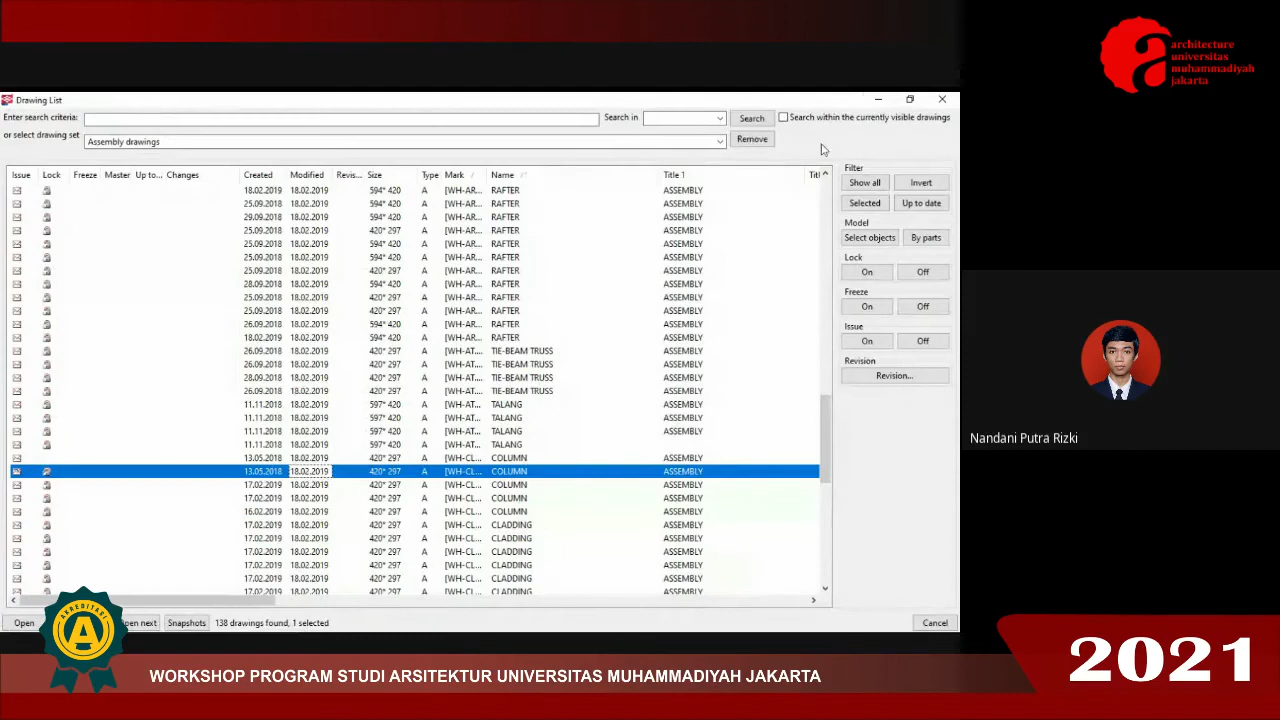 architecture
universitas
muhammadiyah
jakarta
Drawing List
Enter search criteria: Search in Search Search within the currently visible drawings
or select drawing set Assembly drawings Remove
Issue Lock Freeze Master Up to... Changes Created Modified Revis... Size Type Mark Name Title 1
18.02.2019 18.02.2019 594* 420 A [WH-AR... RAFTER ASSEMBLY
25.09.2018 18.02.2019 594* 420 A [WH-AR... RAFTER ASSEMBLY
29.09.2018 18.02.2019 594* 420 A [WH-AR... RAFTER ASSEMBLY
25.09.2018 18.02.2019 420* 297 A [WH-AR... RAFTER ASSEMBLY
25.09.2018 18.02.2019 594* 420 A [WH-AR... RAFTER ASSEMBLY
25.09.2018 18.02.2019 594* 420 A [WH-AR... RAFTER ASSEMBLY
25.09.2018 18.02.2019 420* 297 A [WH-AR... RAFTER ASSEMBLY
28.09.2018 18.02.2019 594* 420 A [WH-AR... RAFTER ASSEMBLY
25.09.2018 18.02.2019 420* 297 A [WH-AR... RAFTER ASSEMBLY
25.09.2018 18.02.2019 420* 297 A [WH-AR... RAFTER ASSEMBLY
26.09.2018 18.02.2019 594* 420 A [WH-AR... RAFTER ASSEMBLY
18.02.2019 18.02.2019 594* 420 A [WH-AR... RAFTER ASSEMBLY
26.09.2018 18.02.2019 420* 297 A [WH-AT... TIE-BEAM TRUSS ASSEMBLY
26.09.2018 18.02.2019 420* 297 A [WH-AT... TIE-BEAM TRUSS ASSEMBLY
28.09.2018 18.02.2019 420* 297 A [WH-AT... TIE-BEAM TRUSS ASSEMBLY
26.09.2018 18.02.2019 420* 297 A [WH-AT... TIE-BEAM TRUSS ASSEMBLY
11.11.2018 18.02.2019 597* 420 A [WH-AT... TALANG ASSEMBLY
11.11.2018 18.02.2019 597* 420 A [WH-AT... TALANG ASSEMBLY
11.11.2018 18.02.2019 597* 420 A [WH-AT... TALANG ASSEMBLY
11.11.2018 18.02.2019 597* 420 A [WH-AT... TALANG
13.05.2018 18.02.2019 420* 297 A [WH-CL... COLUMN ASSEMBLY
13.05.2018 18.02.2019 420* 297 A [WH-CL... COLUMN ASSEMBLY
17.02.2019 18.02.2019 420* 297 A [WH-CL... COLUMN ASSEMBLY
17.02.2019 18.02.2019 420* 297 A [WH-CL... COLUMN ASSEMBLY
16.02.2019 18.02.2019 420* 297 A [WH-CL... COLUMN ASSEMBLY
17.02.2019 18.02.2019 420* 297 A [WH-CL... CLADDING ASSEMBLY
17.02.2019 18.02.2019 420* 297 A [WH-CL... CLADDING ASSEMBLY
17.02.2019 18.02.2019 420* 297 A [WH-CL... CLADDING ASSEMBLY
17.02.2019 18.02.2019 420* 297 A [WH-CL... CLADDING ASSEMBLY
17.02.2019 18.02.2019 420* 297 A [WH-CL... CLADDING ASSEMBLY
17.02.2019 18.02.2019 420* 297 A [WH-CL... CLADDING ASSEMBLY
Filter
Show all Invert
Selected Up to date
Model
Select objects By parts
Lock
On Off
Freeze
On Off
Issue
On Off
Revision
Revision...
Nandani Putra Rizki
Open Snapshots 138 drawings found, 1 selected Cancel
AKREDITASI
A
WORKSHOP PROGRAM STUDI ARSITEKTUR UNIVERSITAS MUHAMMADIYAH JAKARTA
2021